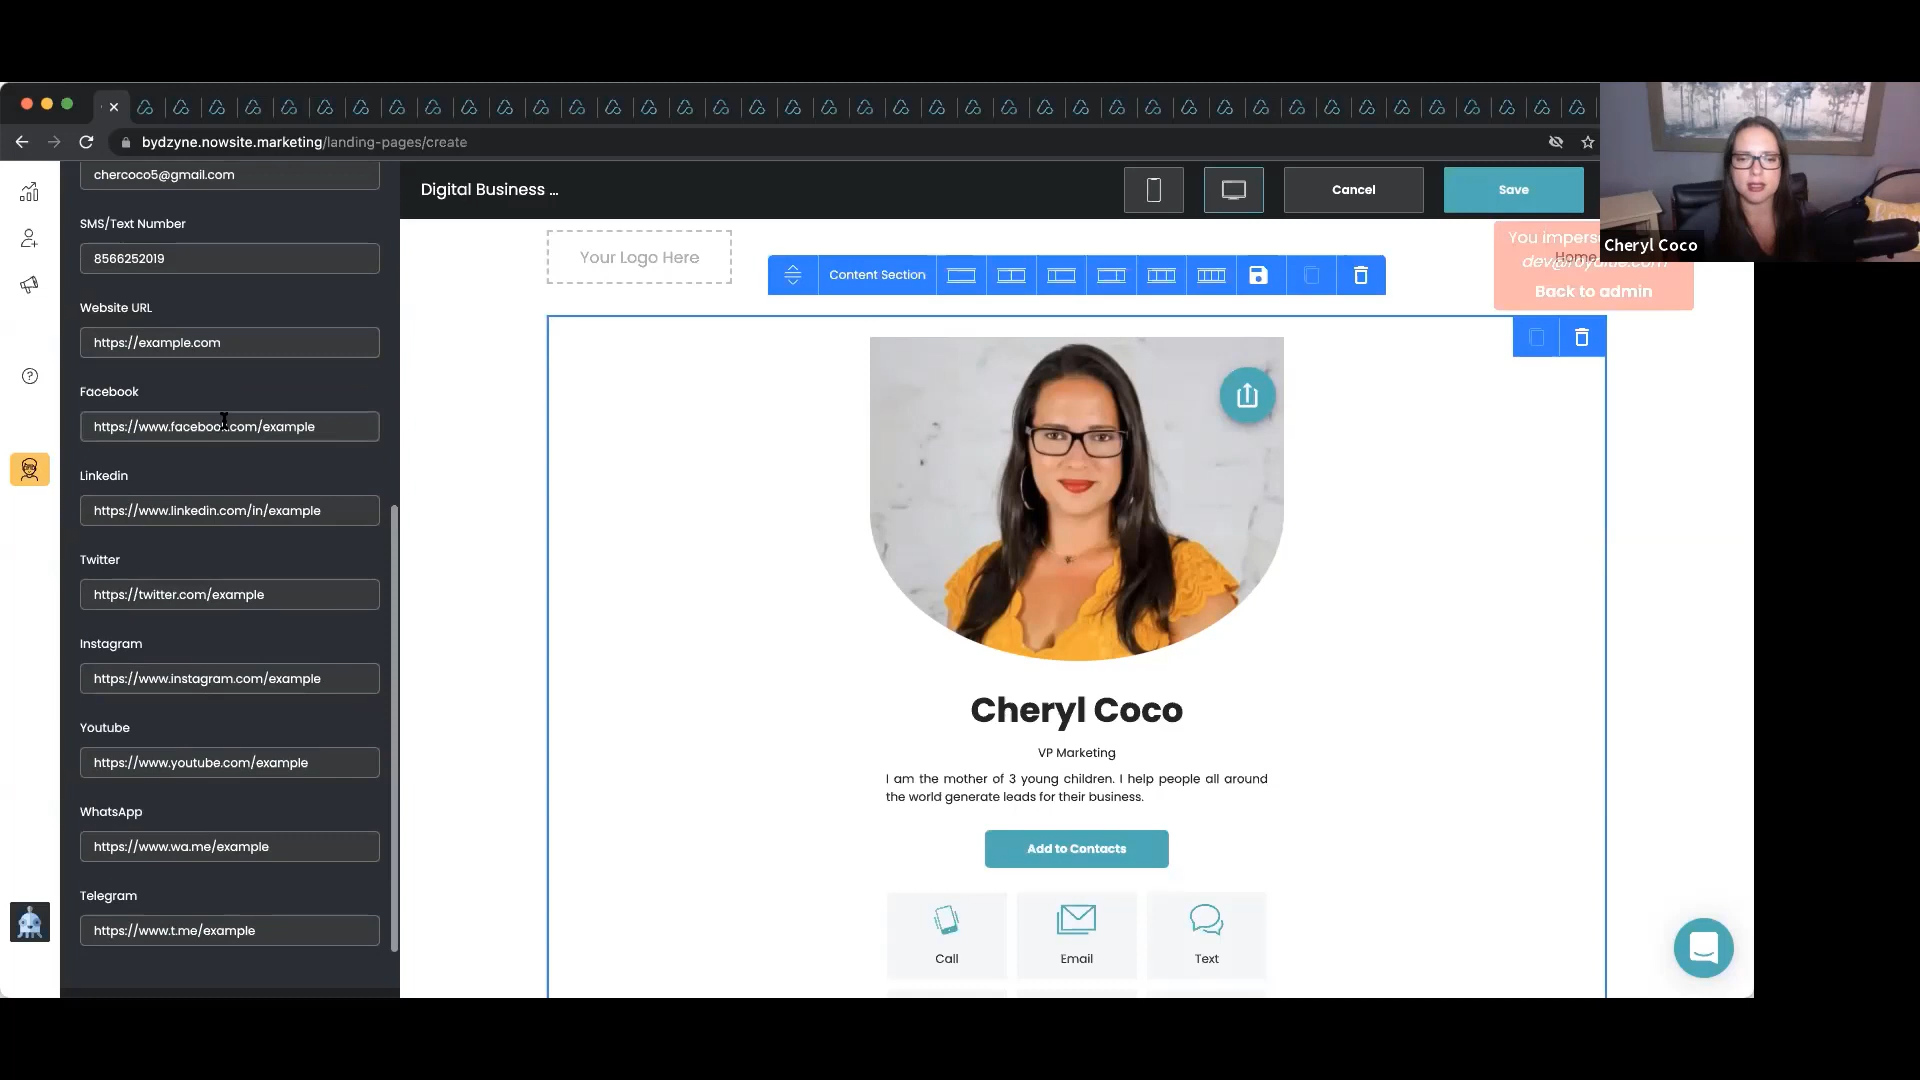 bydzyne.nowsite.marketing/landing-pages/create
chercoco5@gmail.com
SMS/Text Number
8566252019
Website URL
https://example.com
Facebook
https://www.facebook.com/example
Linkedin
https://www.linkedin.com/in/example
Twitter
https://twitter.com/example
Instagram
https://www.instagram.com/example
Youtube
https://www.youtube.com/example
WhatsApp
https://www.wa.me/example
Telegram
https://www.t.me/example
Digital Business ...
Cancel
Save
Your Logo Here
Content Section
You impers
Home
Back to admin
Cheryl Coco
Cheryl Coco
VP Marketing
I am the mother of 3 young children. I help people all around
the world generate leads for their business.
Add to Contacts
Call
Email
Text